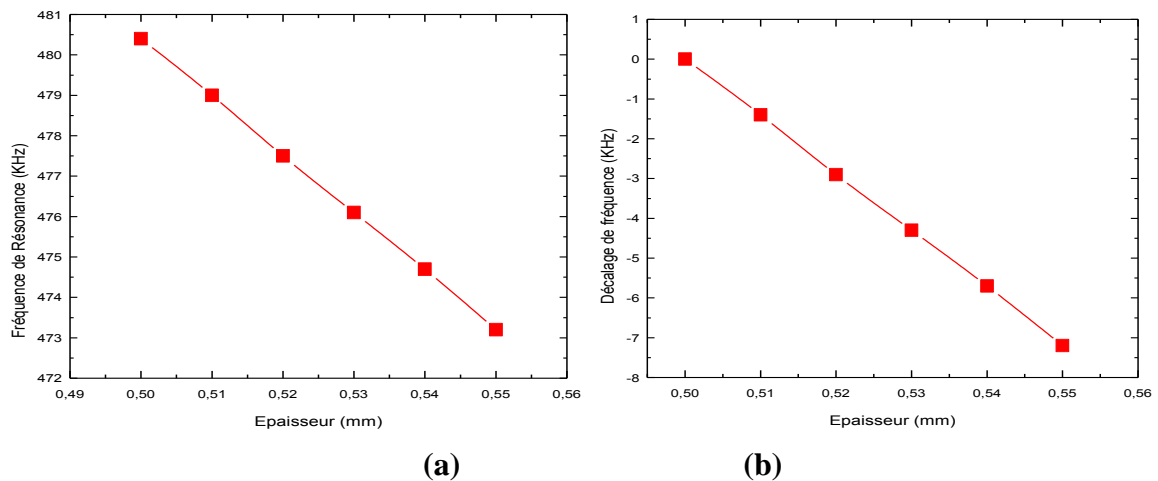 Fréquence de Résonance (KHz)
481
480
479
478
477
476
475
474
473
472
0,49 0,50 0,51 0,52 0,53 0,54 0,55 0,56
Epaisseur (mm)
(a)
Décalage de fréquence (KHz)
1
0
-1
-2
-3
-4
-5
-6
-7
-8
0,50 0,51 0,52 0,53 0,54 0,55 0,56
Epaisseur (mm)
(b)